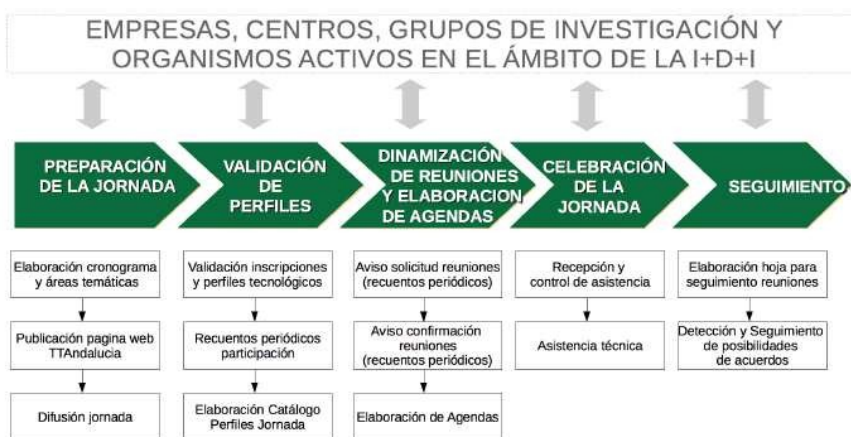 EMPRESAS, CENTROS, GRUPOS DE INVESTIGACIÓN Y
ORGANISMOS ACTIVOS EN EL ÁMBITO DE LA I+D+I
PREPARACIÓN
DE LA JORNADA
VALIDACIÓN
DE
PERFILES
DINAMIZACIÓN
DE REUNIONES
Y ELABORACION
DE AGENDAS
CELEBRACIÓN
DE LA
JORNADA
SEGUIMIENTO
Elaboración cronograma
y áreas temáticas
Publicación pagina web
TTAndalucia
Difusión jornada
Validación inscripciones
y perfiles tecnológicos
Recuentos periódicos
participación
Elaboración Catálogo
Perfiles Jornada
Aviso solicitud reuniones
(recuentos periódicos)
Aviso confirmación
reuniones
(recuentos periódicos)
Elaboración de Agendas
Recepción y
control de asistencia
Asistencia técnica
Elaboración hoja para
seguimiento reuniones
Detección y Seguimiento
de posibilidades
de acuerdos